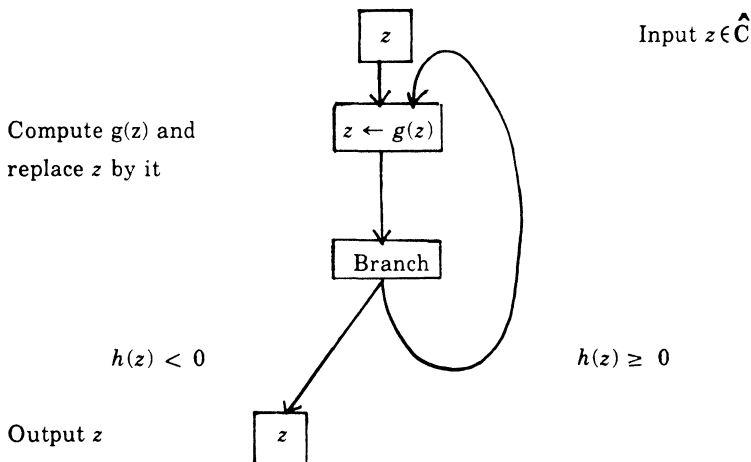 z
Input z ∈ Ĉ
Compute g(z) and
replace z by it
z ← g(z)
Branch
h(z) < 0
h(z) ≥ 0
Output z
z